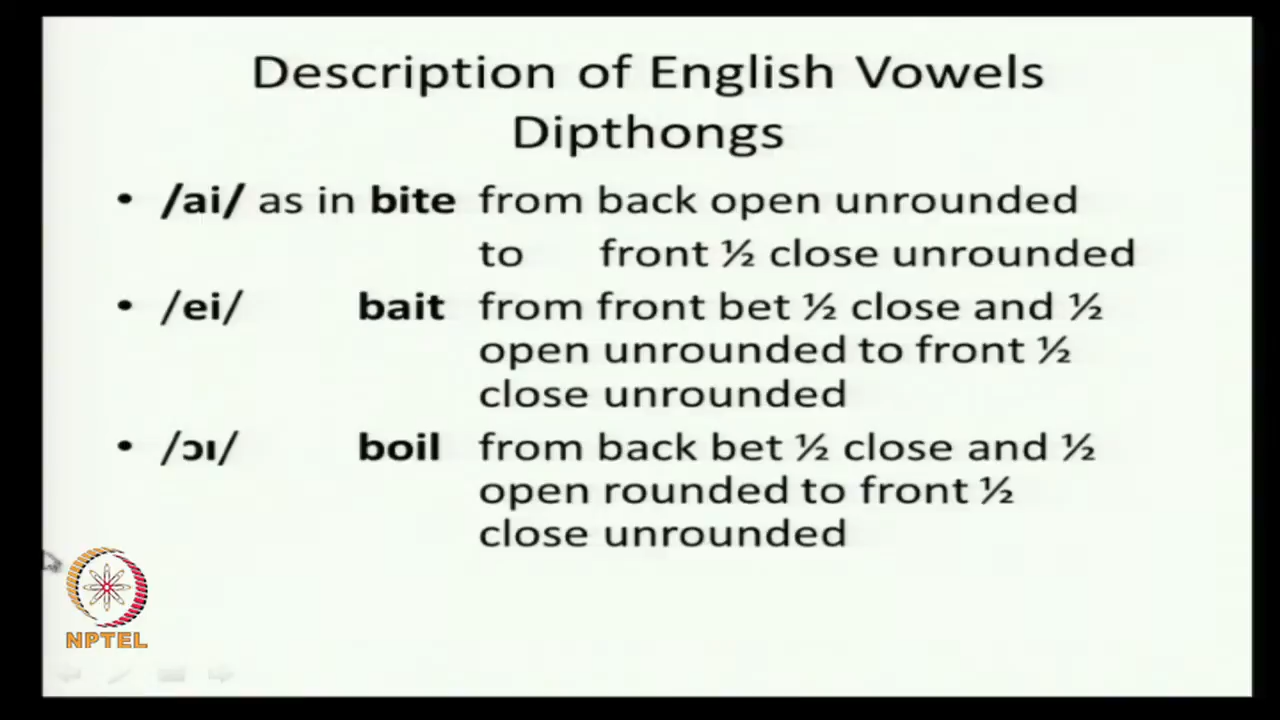 Description of English Vowels
Dipthongs
• /ai/ as in bite from back open unrounded
to front ½ close unrounded
• /ei/ bait from front bet ½ close and ½
open unrounded to front ½
close unrounded
• /ɔɪ/ boil from back bet ½ close and ½
open rounded to front ½
close unrounded
NPTEL